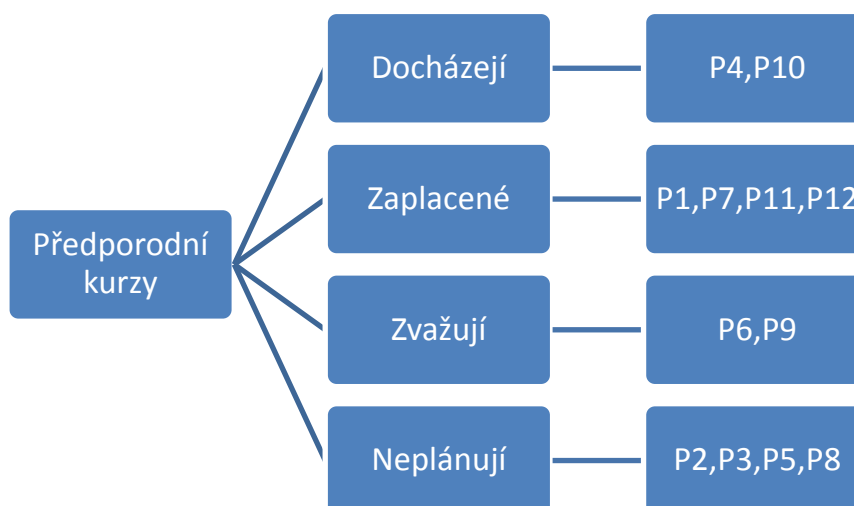 Předporodní
kurzy
Docházejí
P4,P10
Zaplacené
P1,P7,P11,P12
Zvažují
P6,P9
Neplánují
P2,P3,P5,P8